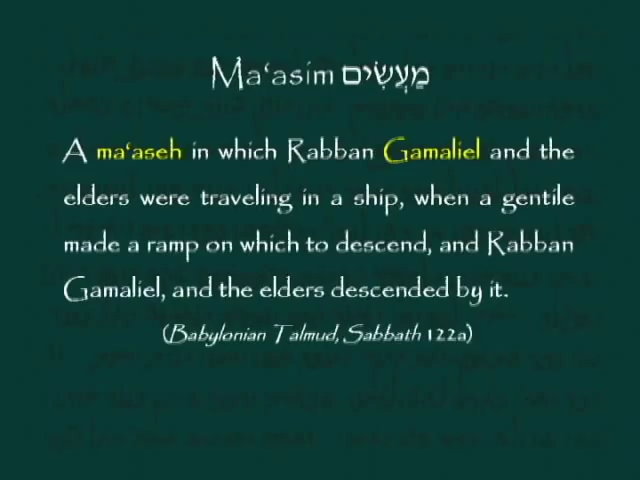 Ma‘asim מַעֲשִׂים
A ma‘aseh in which Rabban Gamaliel and the
elders were traveling in a ship, when a gentile
made a ramp on which to descend, and Rabban
Gamaliel, and the elders descended by it.
(Babylonian Talmud, Sabbath 122a)